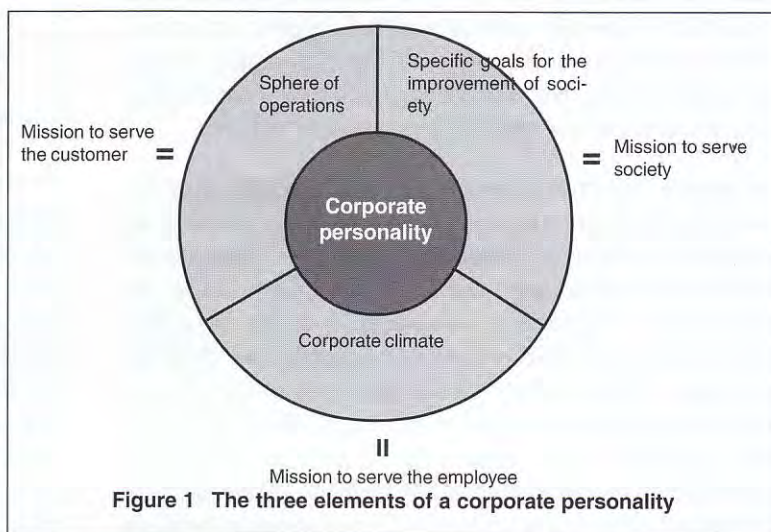 Sphere of
operations
Specific goals for the
improvement of soci-
ety
Mission to serve
the customer
=
=
Mission to serve
society
Corporate
personality
Corporate climate
=
Mission to serve the employee
Figure 1 The three elements of a corporate personality